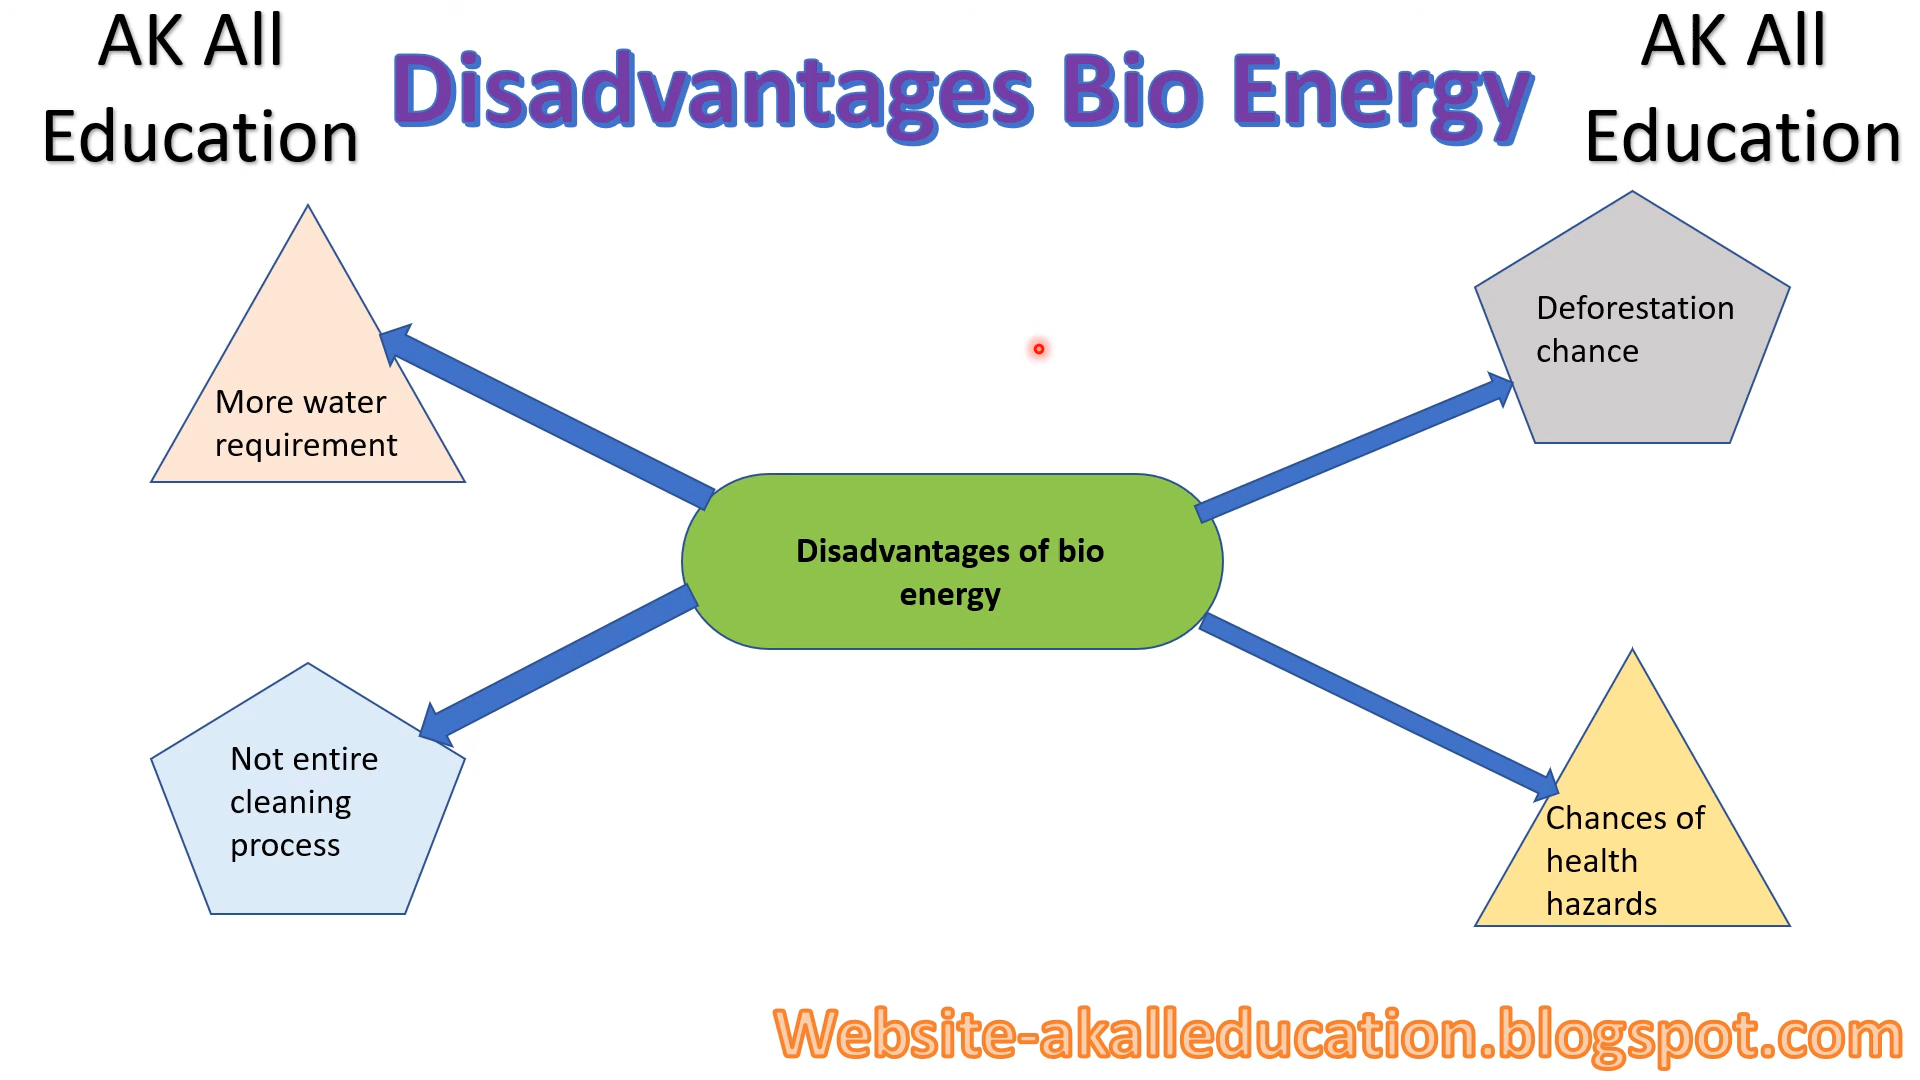 AK All
Education
Disadvantages Bio Energy
AK All
Education
More water
requirement
Deforestation
chance
Disadvantages of bio
energy
Not entire
cleaning
process
Chances of
health
hazards
Website-akalleducation.blogspot.com